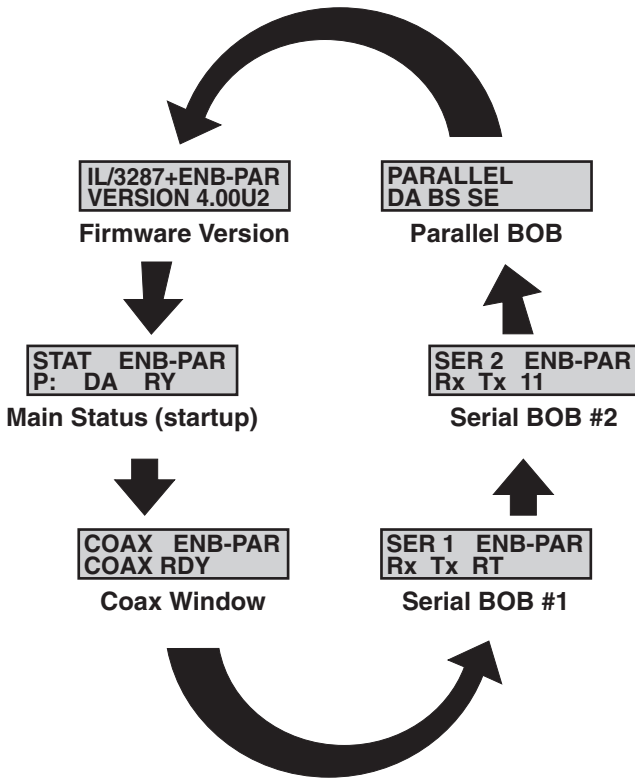 IL/3287+ENB-PAR
VERSION 4.00U2
Firmware Version
PARALLEL
DA BS SE
Parallel BOB
STAT ENB-PAR
P: DA RY
Main Status (startup)
SER 2 ENB-PAR
Rx Tx 11
Serial BOB #2
COAX ENB-PAR
COAX RDY
Coax Window
SER 1 ENB-PAR
Rx Tx RT
Serial BOB #1